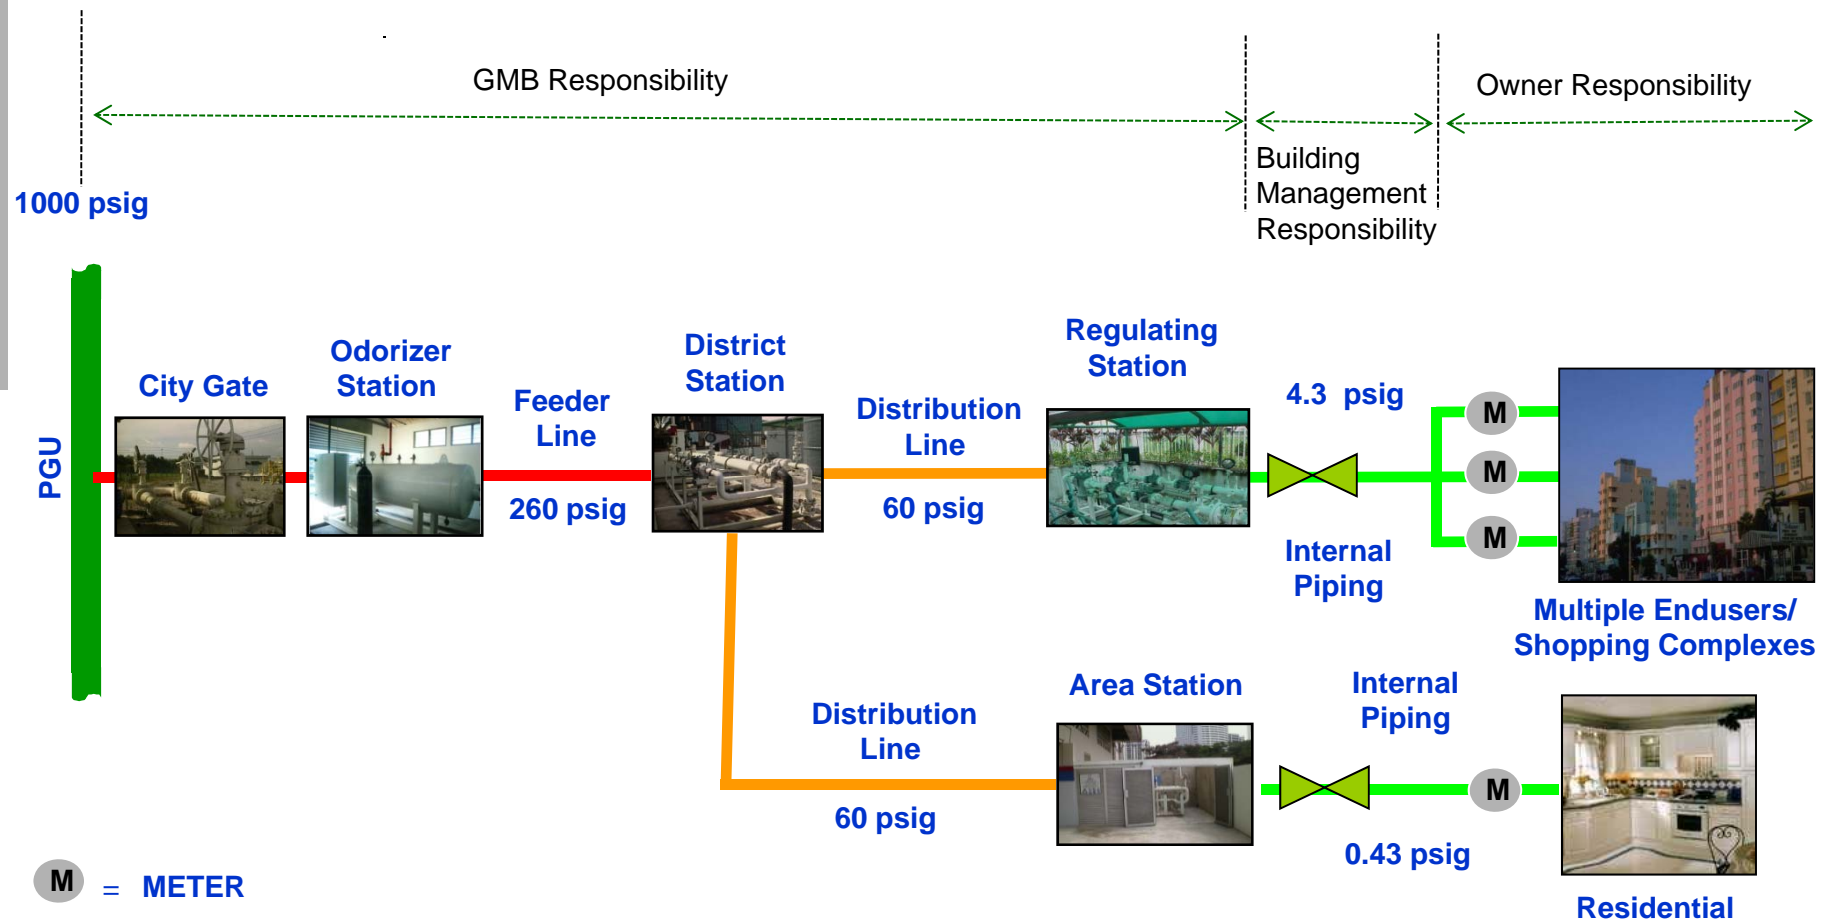 GMB Responsibility
Owner Responsibility
Building
Management
Responsibility
1000 psig
PGU
City Gate
Odorizer
Station
Feeder
Line
260 psig
District
Station
Distribution
Line
60 psig
Regulating
Station
4.3 psig
Internal
Piping
M
M
M
Multiple Endusers/
Shopping Complexes
Distribution
Line
60 psig
Area Station
Internal
Piping
M
0.43 psig
Residential
M = METER